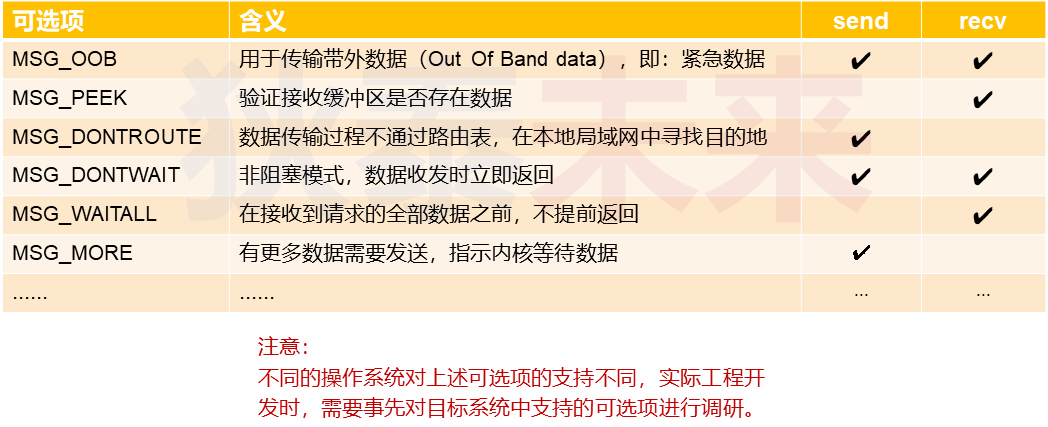 可选项 含义 send recv
MSG_OOB 用于传输带外数据（Out Of Band data），即：紧急数据 ✔ ✔
MSG_PEEK 验证接收缓冲区是否存在数据 ✔
MSG_DONTROUTE 数据传输过程不通过路由表，在本地局域网中寻找目的地 ✔
MSG_DONTWAIT 非阻塞模式，数据收发时立即返回 ✔ ✔
MSG_WAITALL 在接收到请求的全部数据之前，不提前返回 ✔
MSG_MORE 有更多数据需要发送，指示内核等待数据 ✔
...... ...... ... ...
狄泰未来
注意：
不同的操作系统对上述可选项的支持不同，实际工程开
发时，需要事先对目标系统中支持的可选项进行调研。